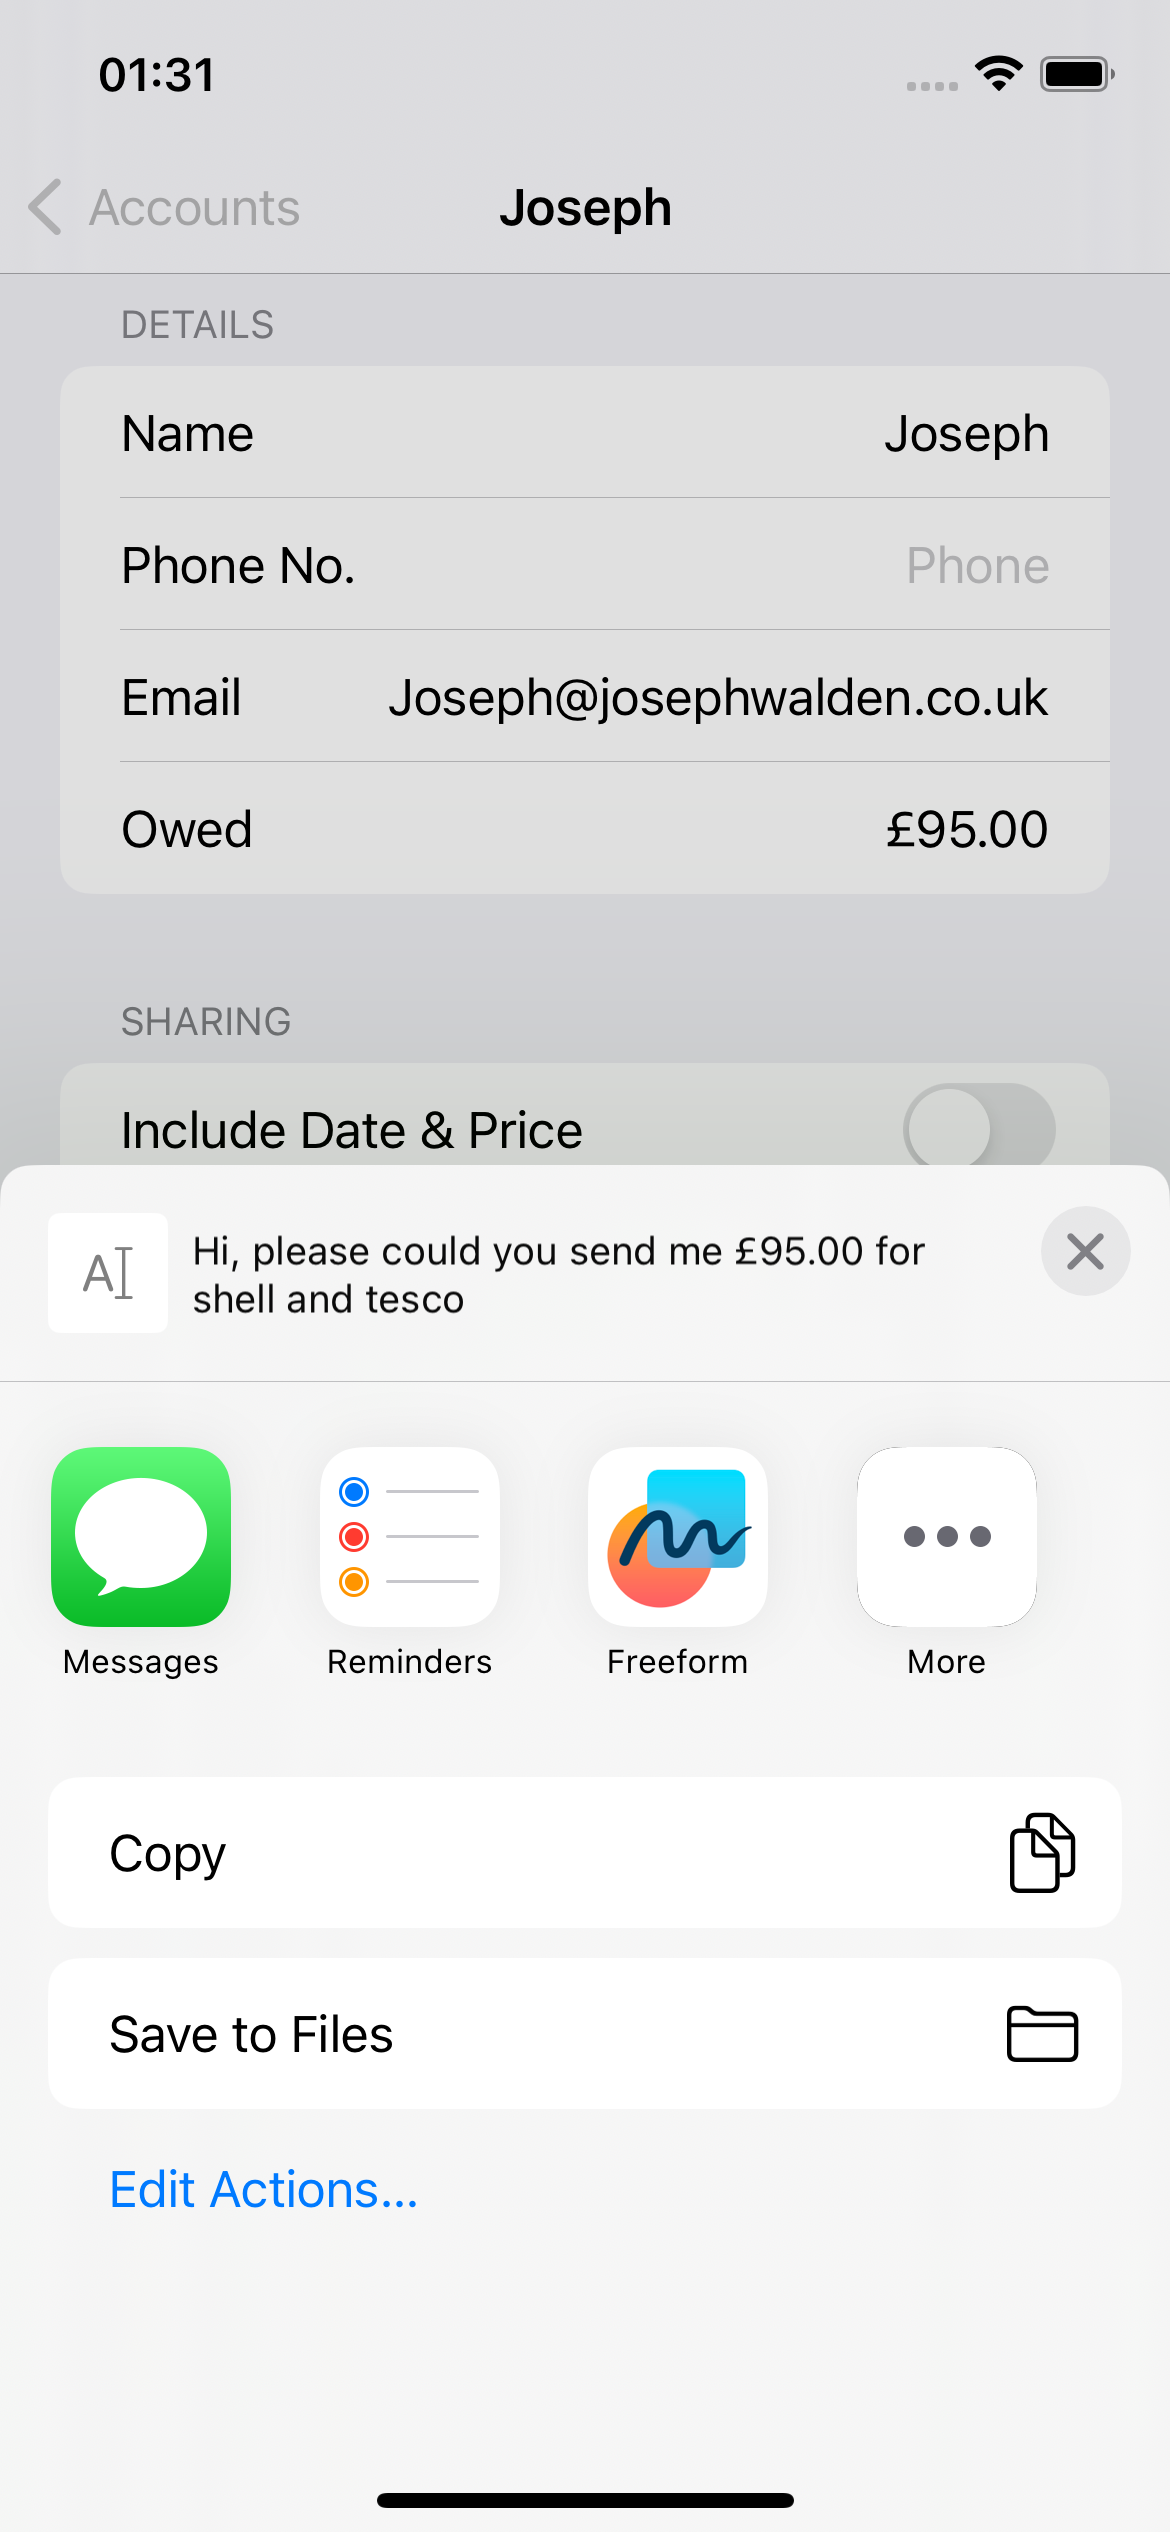 01:31
Accounts
Joseph
DETAILS
Name Joseph
Phone No. Phone
Email Joseph@josephwalden.co.uk
Owed £95.00
SHARING
Include Date & Price
Hi, please could you send me £95.00 for
shell and tesco
Messages
Reminders
Freeform
More
Copy
Save to Files
Edit Actions...